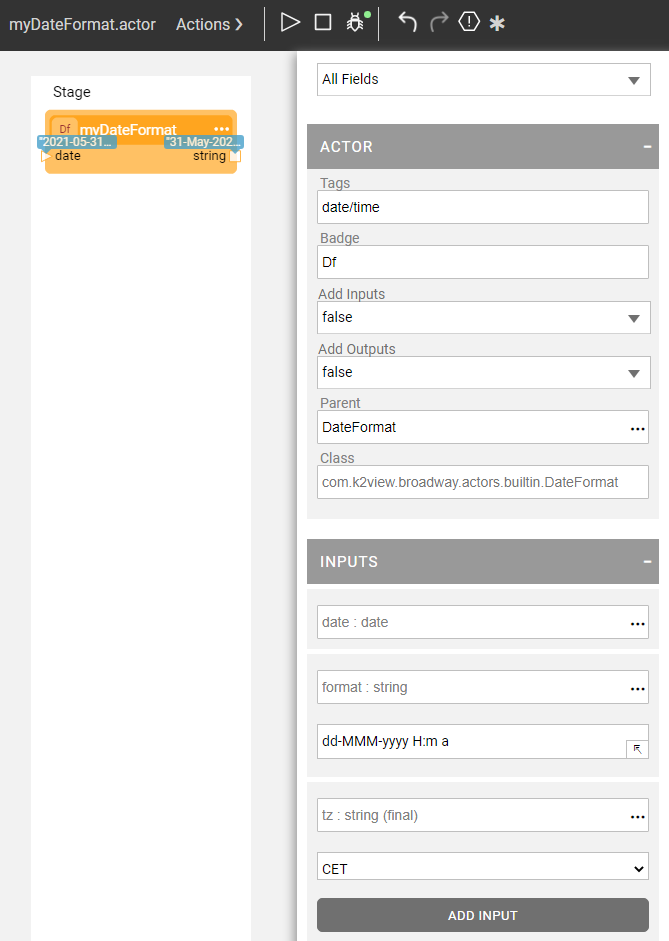 myDateFormat.actor Actions
Stage
Df myDateFormat ...
"2021-05-31... "31-May-202...
date string
All Fields
ACTOR
Tags
date/time
Badge
Df
Add Inputs
false
Add Outputs
false
Parent
DateFormat ...
Class
com.k2view.broadway.actors.builtin.DateFormat
INPUTS
date : date ...
format : string ...
dd-MMM-yyyy H:m a
tz : string (final) ...
CET
ADD INPUT